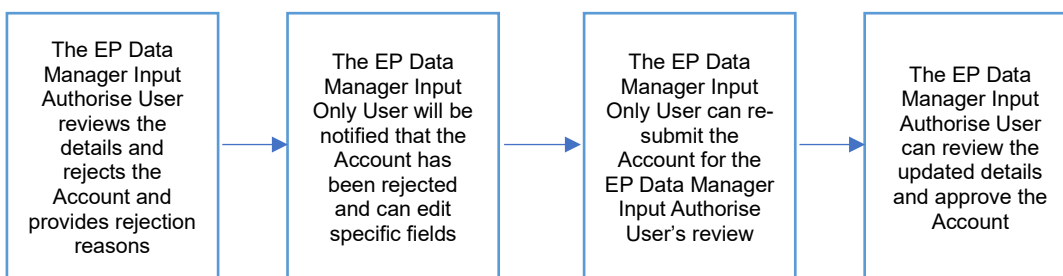 The EP Data
Manager Input
Authorise User
reviews the
details and
rejects the
Account and
provides rejection
reasons
The EP Data
Manager Input
Only User will be
notified that the
Account has
been rejected
and can edit
specific fields
The EP Data
Manager Input
Only User can re-
submit the
Account for the
EP Data Manager
Input Authorise
User’s review
The EP Data
Manager Input
Authorise User
can review the
updated details
and approve the
Account